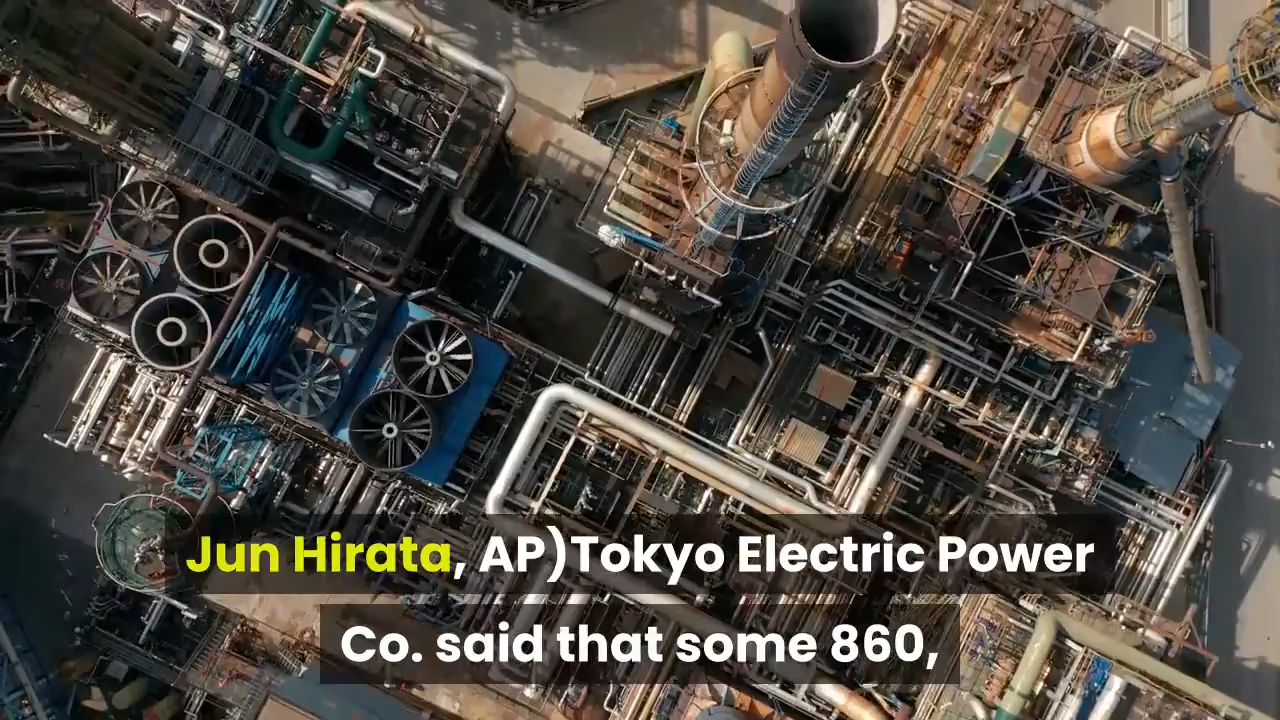 Jun Hirata, AP)Tokyo Electric Power
Co. said that some 860,